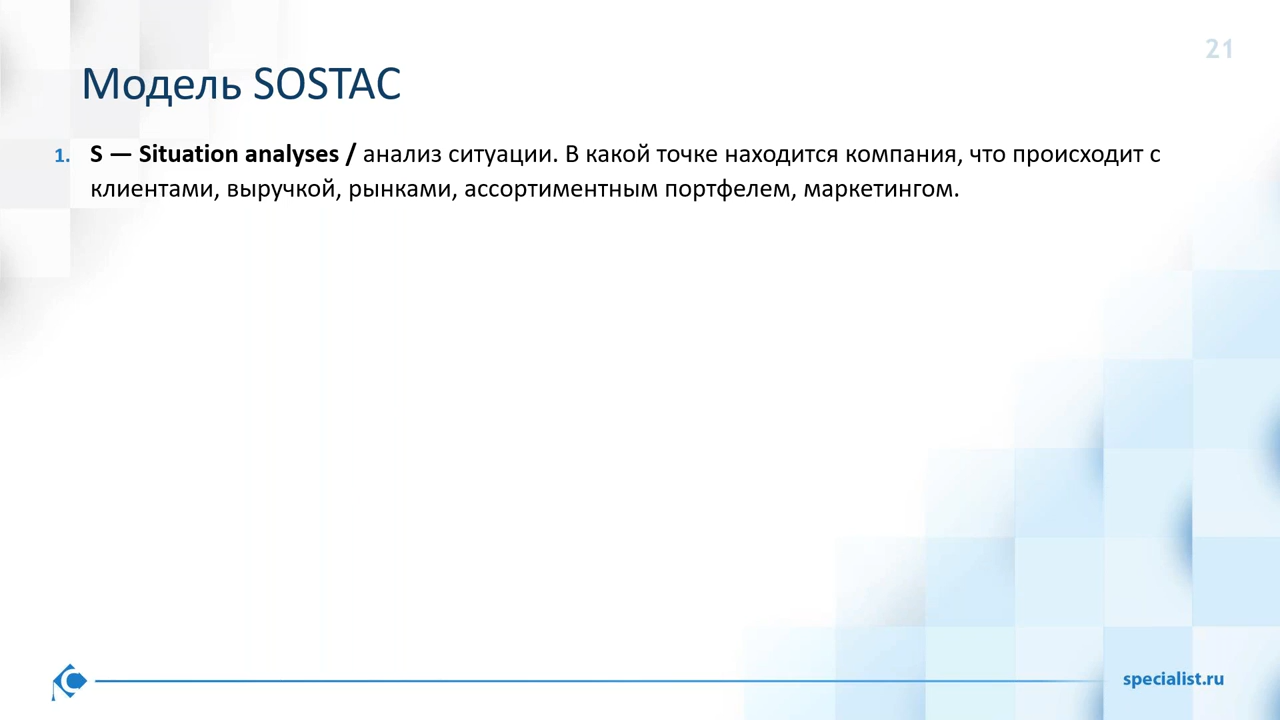 21
Модель SOSTAC
1. S — Situation analyses / анализ ситуации. В какой точке находится компания, что происходит с
клиентами, выручкой, рынками, ассортиментным портфелем, маркетингом.
specialist.ru